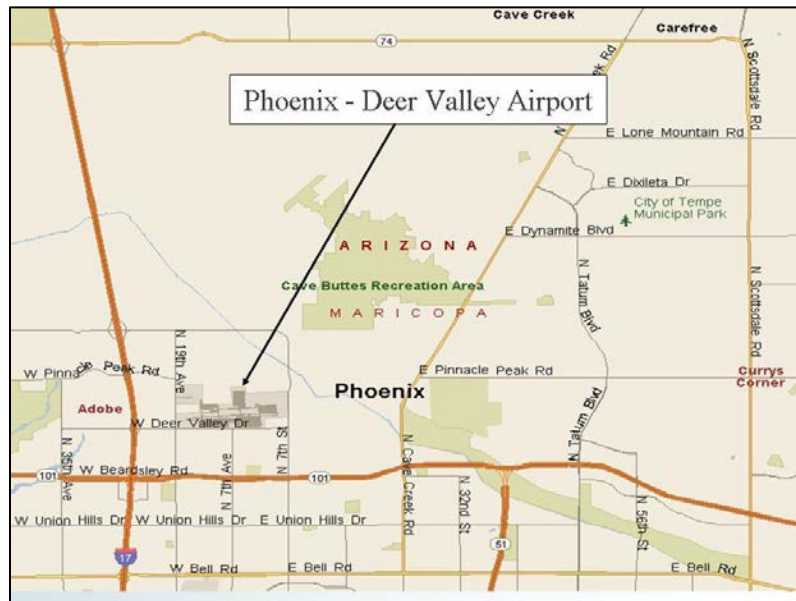 Cave Creek
Carefree
74
Phoenix - Deer Valley Airport
ek Rd
N Scottsdale Rd
E Lone Mountain Rd
E Dixileta Dr
City of Tempe
Municipal Park
ARIZONA
E Dynamite Blvd
Cave Buttes Recreation Area
MARICOPA
N Tatum Blvd
N Scottsdale Rd
N 19th Ave
W Pinnacle Peak Rd
E Pinnacle Peak Rd
Phoenix
Currys
Corner
Adobe
W Deer Valley Dr
N 35th Ave
N 7th Ave
N 7th St
N Cave Creek Rd
N Tatum Blvd
101
W Beardsley Rd
101
N 32nd St
N 56th St
W Union Hills Dr
W Union Hills Dr
E Union Hills Dr
51
17
W Bell Rd
E Bell Rd
E Bell Rd